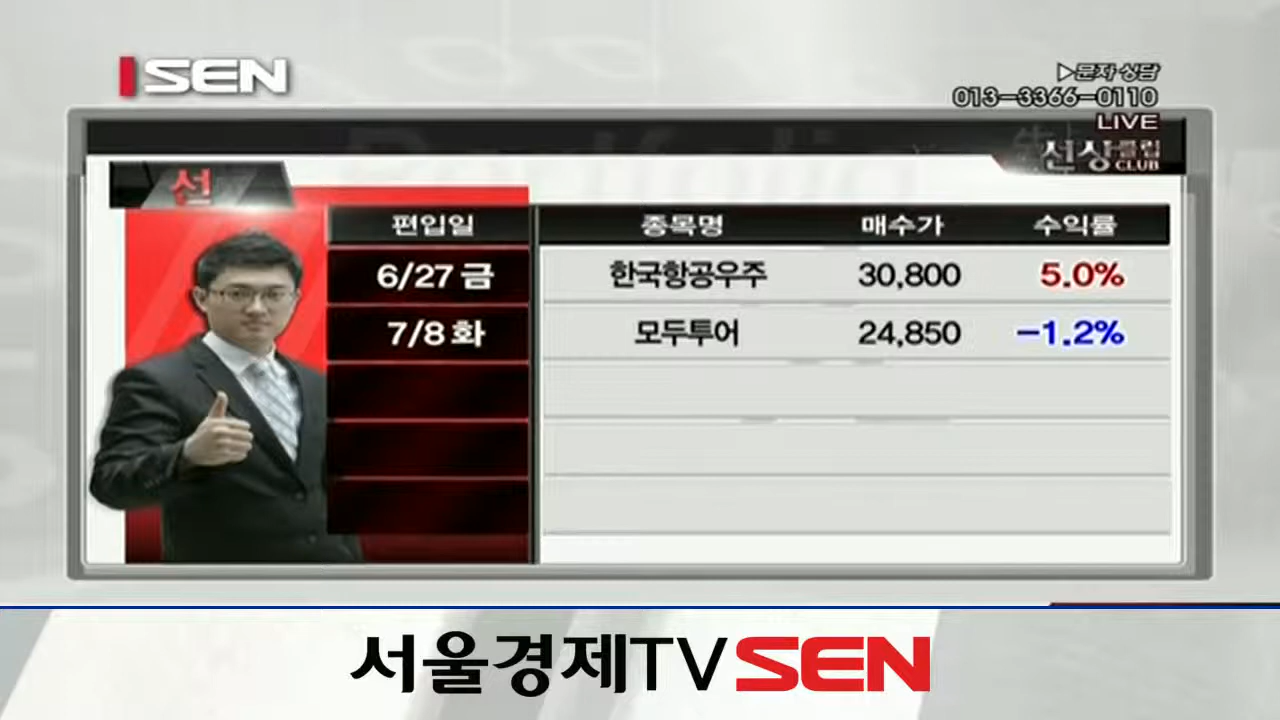 SEN
▶문자 상담
013-3366-0110
LIVE
선상클럽
CLUB
선
편입일 종목명 매수가 수익률
6/27 금 한국항공우주 30,800 5.0%
7/8 화 모두투어 24,850 -1.2%
서울경제TV SEN